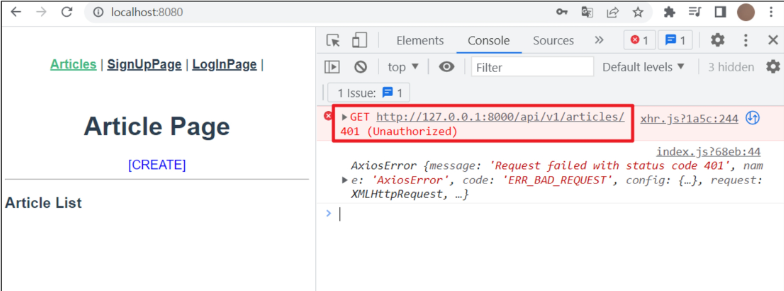 localhost:8080
Elements Console Sources » 1 1
top Filter Default levels 3 hidden
1 Issue: 1
Articles | SignUpPage | LogInPage |
Article Page
[CREATE]
Article List
GET http://127.0.0.1:8000/api/v1/articles/ xhr.js?1a5c:244
401 (Unauthorized)
index.js?68eb:44
AxiosError {message: 'Request failed with status code 401', nam
e: 'AxiosError', code: 'ERR_BAD_REQUEST', config: {…}, request:
XMLHttpRequest, …}